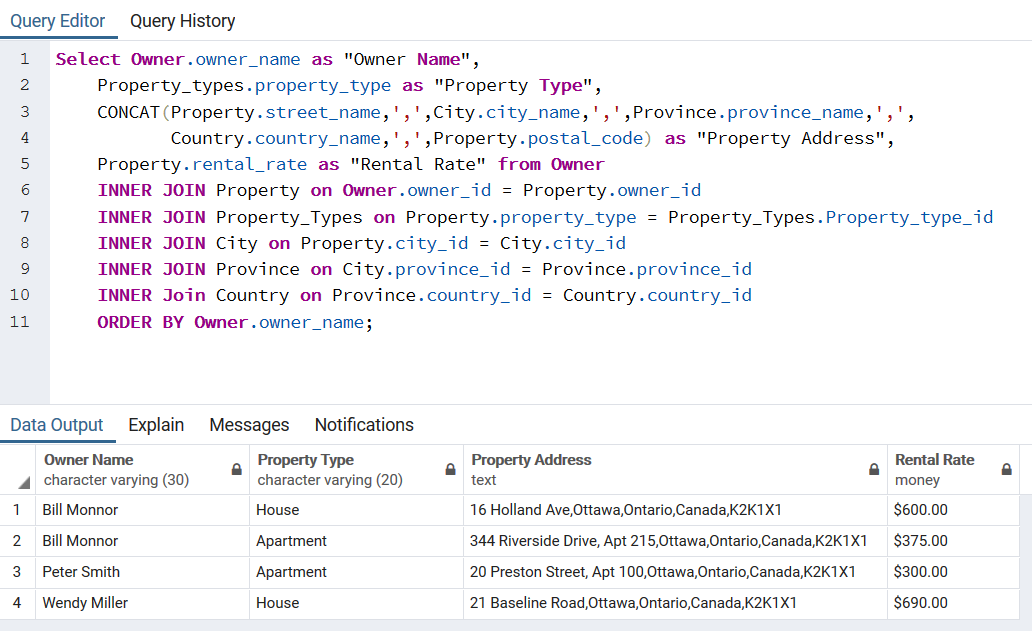 Query Editor Query History
1 Select Owner.owner_name as "Owner Name",
2 Property_types.property_type as "Property Type",
3 CONCAT(Property.street_name,',',City.city_name,',',Province.province_name,',',
4 Country.country_name,',',Property.postal_code) as "Property Address",
5 Property.rental_rate as "Rental Rate" from Owner
6 INNER JOIN Property on Owner.owner_id = Property.owner_id
7 INNER JOIN Property_Types on Property.property_type = Property_Types.Property_type_id
8 INNER JOIN City on Property.city_id = City.city_id
9 INNER JOIN Province on City.province_id = Province.province_id
10 INNER Join Country on Province.country_id = Country.country_id
11 ORDER BY Owner.owner_name;
Data Output Explain Messages Notifications
Owner Name Property Type Property Address Rental Rate
character varying (30) character varying (20) text money
1 Bill Monnor House 16 Holland Ave,Ottawa,Ontario,Canada,K2K1X1 $600.00
2 Bill Monnor Apartment 344 Riverside Drive, Apt 215,Ottawa,Ontario,Canada,K2K1X1 $375.00
3 Peter Smith Apartment 20 Preston Street, Apt 100,Ottawa,Ontario,Canada,K2K1X1 $300.00
4 Wendy Miller House 21 Baseline Road,Ottawa,Ontario,Canada,K2K1X1 $690.00